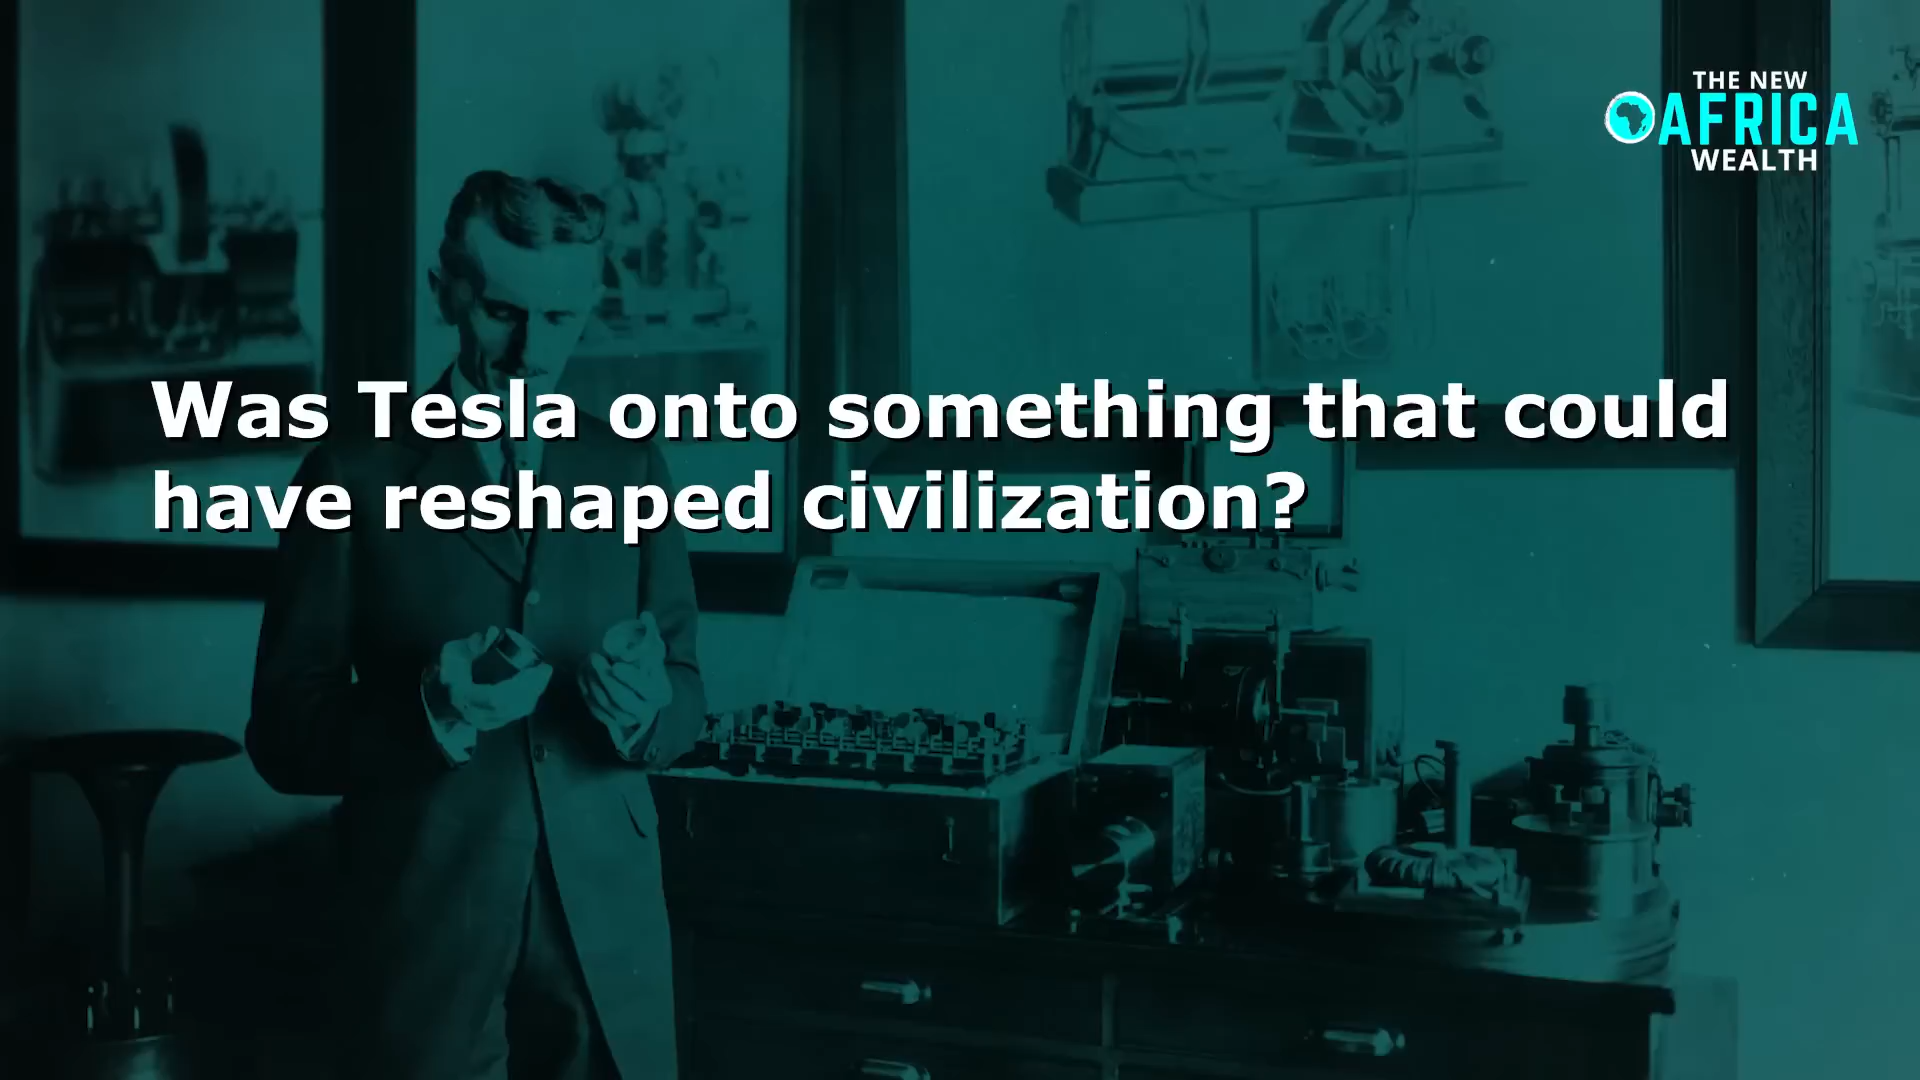 THE NEW
AFRICA
WEALTH
Was Tesla onto something that could
have reshaped civilization?